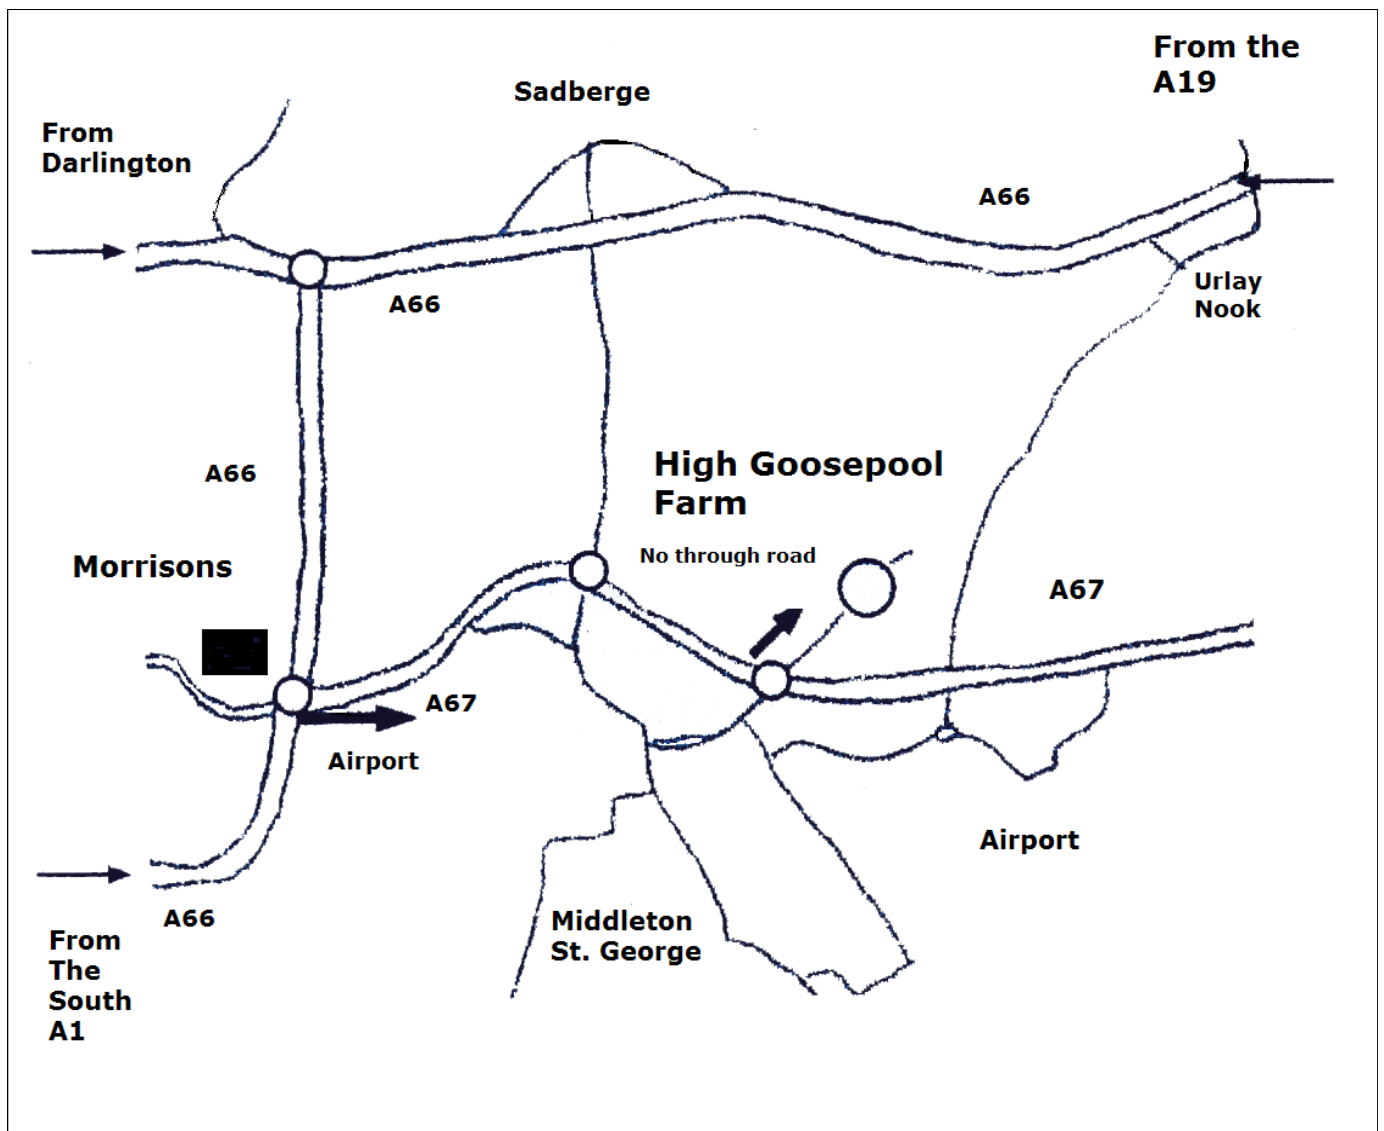 From the
A19
Sadberge
From
Darlington
A66
Urlay
Nook
A66
High Goosepool
Farm
A66
No through road
Morrisons
A67
A67
Airport
Airport
A66
Middleton
St. George
From
The
South
A1